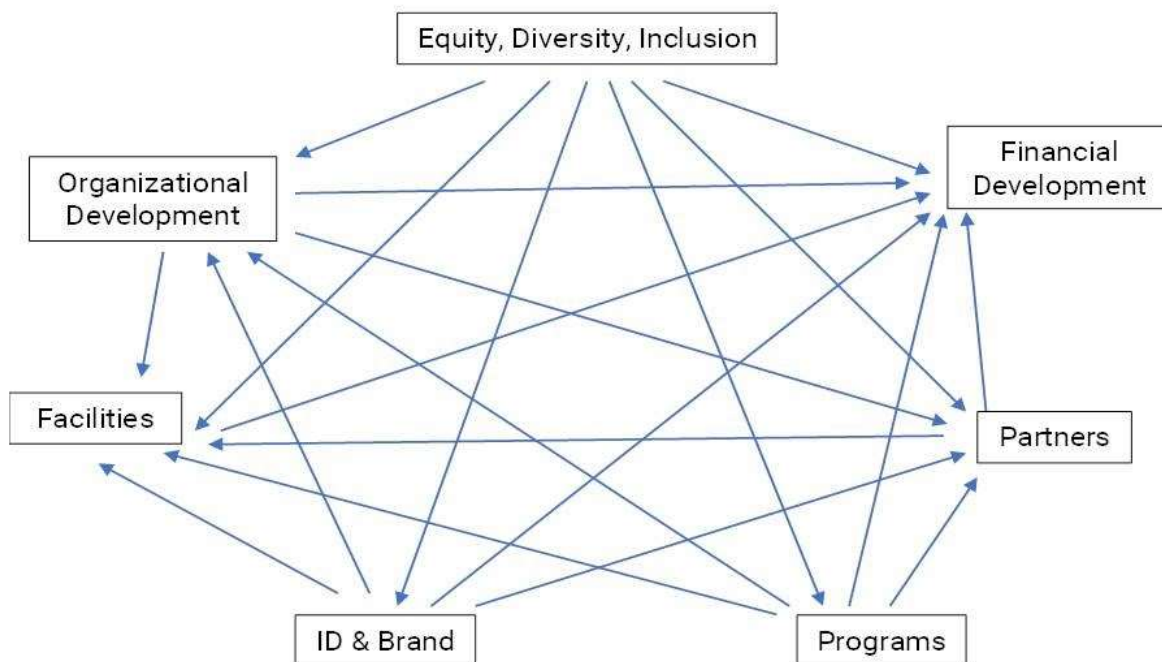 Equity, Diversity, Inclusion
Organizational
Development
Financial
Development
Facilities
Partners
ID & Brand
Programs